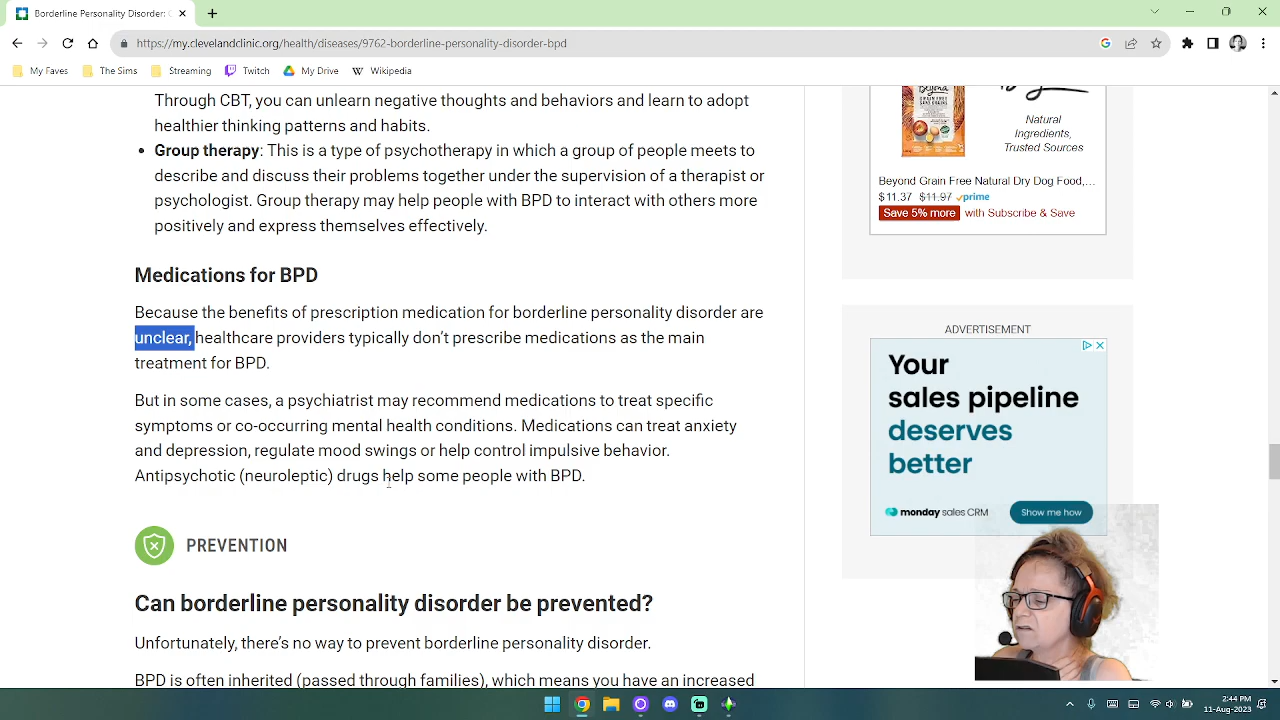 Borderline Personality Disorder:
https://my.clevelandclinic.org/health/diseases/9762-borderline-personality-disorder-bpd
My Faves
The Sims
Streaming
Twitch
My Drive
Wikipedia
Through CBT, you can unlearn negative thoughts and behaviors and learn to adopt
healthier thinking patterns and habits.
• Group therapy: This is a type of psychotherapy in which a group of people meets to
describe and discuss their problems together under the supervision of a therapist or
psychologist. Group therapy may help people with BPD to interact with others more
positively and express themselves effectively.
Medications for BPD
Because the benefits of prescription medication for borderline personality disorder are
unclear, healthcare providers typically don’t prescribe medications as the main
treatment for BPD.
But in some cases, a psychiatrist may recommend medications to treat specific
symptoms or co-occurring mental health conditions. Medications can treat anxiety
and depression, regulate mood swings or help control impulsive behavior.
Antipsychotic (neuroleptic) drugs help some people with BPD.
PREVENTION
Can borderline personality disorder be prevented?
Unfortunately, there’s no way to prevent borderline personality disorder.
BPD is often inherited (passed through families), which means you have an increased
Beyond
Natural
Ingredients,
Trusted Sources
Beyond Grain Free Natural Dry Dog Food,...
$11.37 $11.97 prime
Save 5% more with Subscribe & Save
ADVERTISEMENT
Your
sales pipeline
deserves
better
monday sales CRM
Show me how
2:44 PM
11-Aug-2023